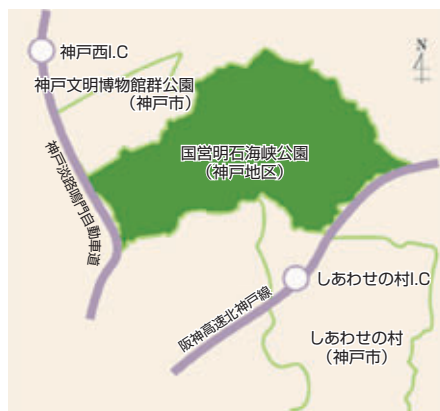 N
神戸西I.C
神戸文明博物館群公園
（神戸市）
国営明石海峡公園
（神戸地区）
神戸淡路鳴門自動車道
しあわせの村I.C
阪神高速北神戸線
しあわせの村
（神戸市）